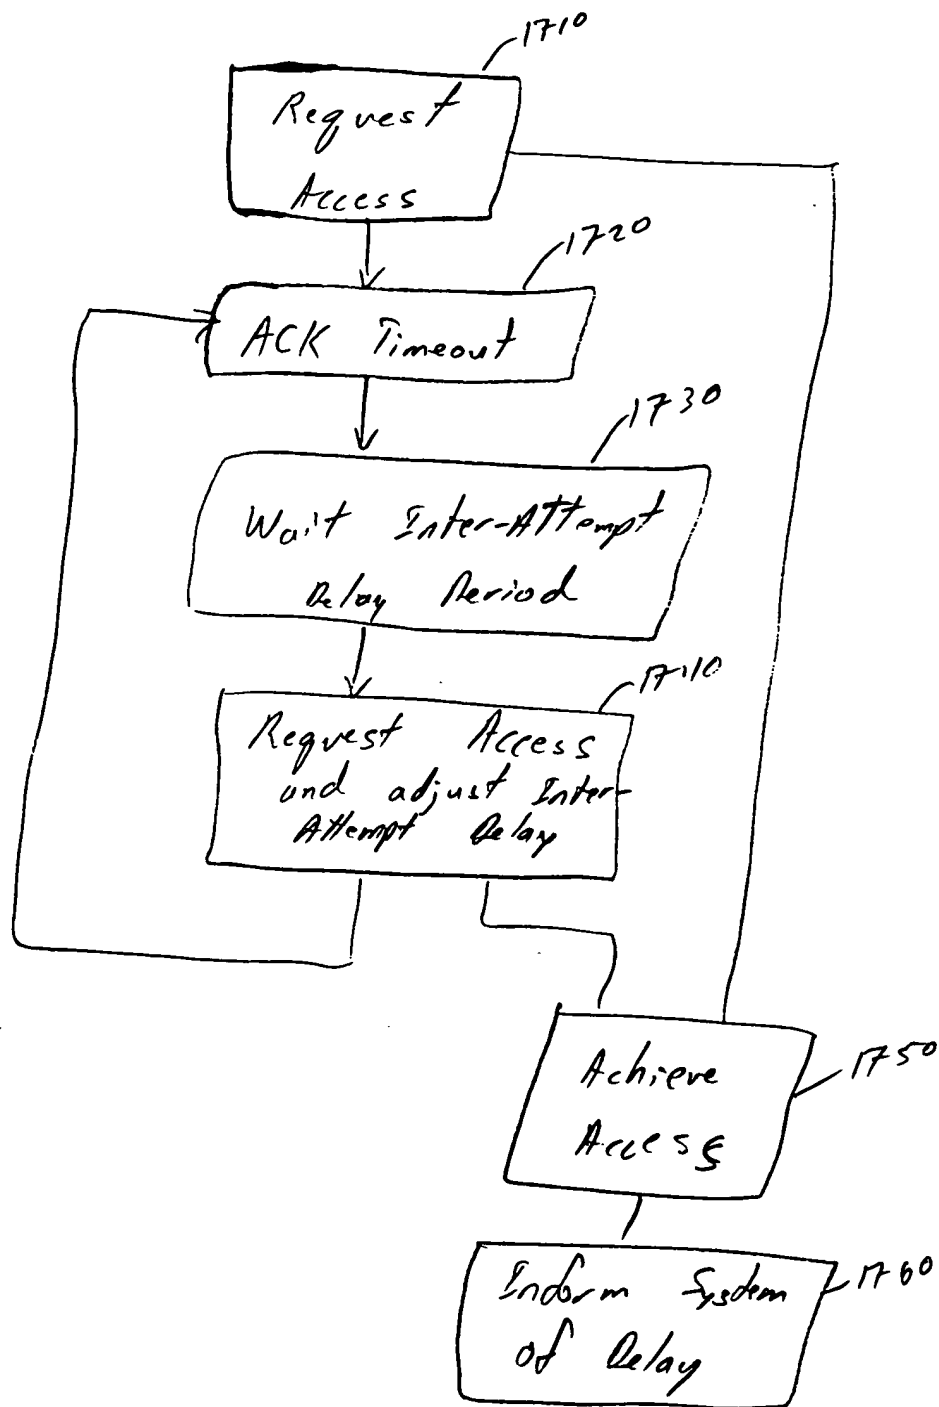 1710
Request
Access
1720
ACK Timeout
1730
Wait Inter-Attempt
Delay Period
1740
Request Access
and adjust Inter-
Attempt Delay
Achieve
Access
1750
Inform System
of Delay
1760